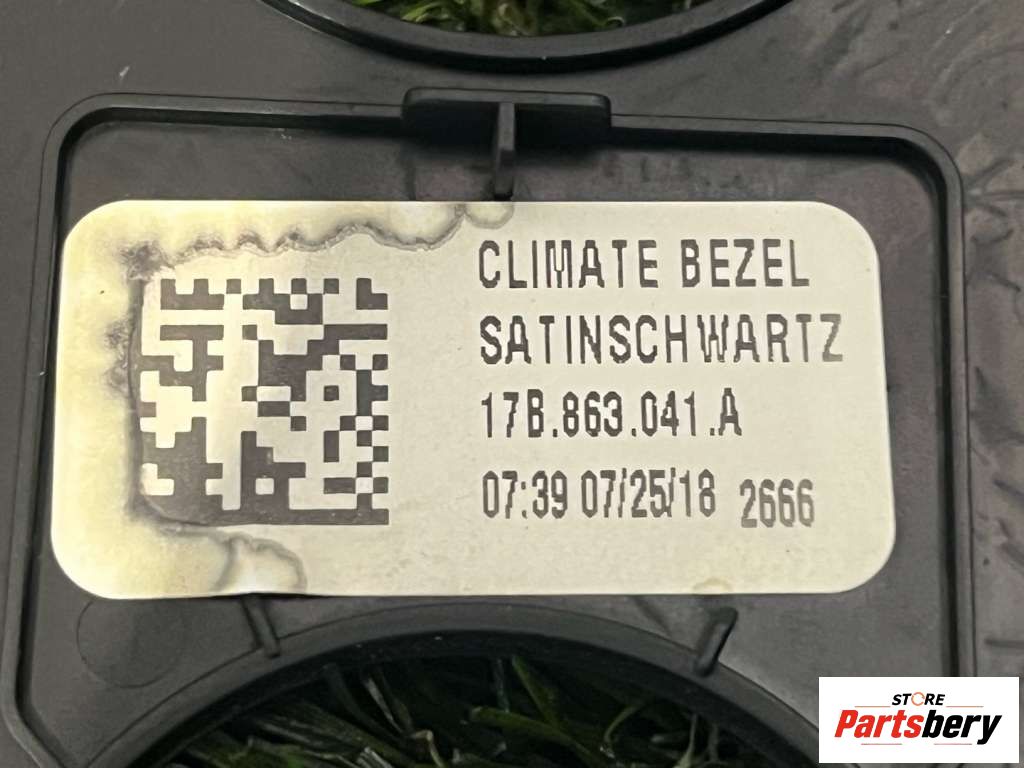 CLIMATE BEZEL
SATINSCHWARTZ
17B.863.041.A
07:39 07/25/18 2666
STORE
Partsbery